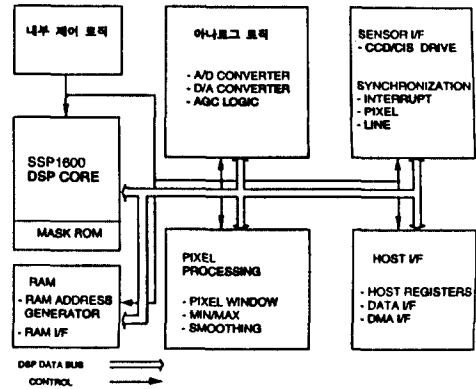 내부 제어 로직
SSP1600
DSP CORE
MASK ROM
RAM
- RAM ADDRESS
GENERATOR
- RAM I/F
아나로그 로직
- A/D CONVERTER
- D/A CONVERTER
- AGC LOGIC
PIXEL
PROCESSING
- PIXEL WINDOW
- MIN/MAX
- SMOOTHING
SENSOR I/F
- CCD/CIS DRIVE
SYNCHRONIZATION
- INTERRUPT
- PIXEL
- LINE
HOST I/F
- HOST REGISTERS
- DATA I/F
- DMA I/F
DSP DATA BUS
CONTROL